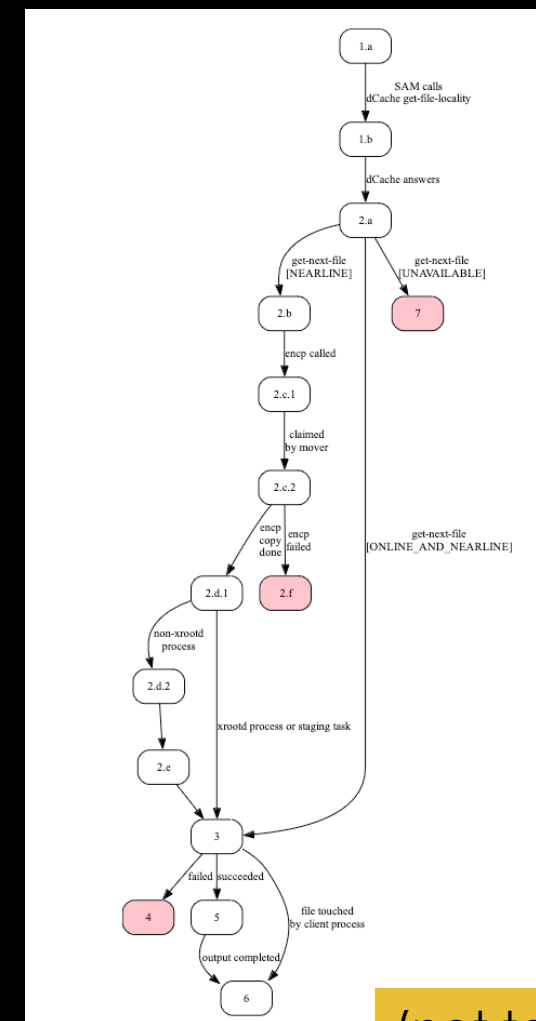 1.a
SAM calls
dCache get-file-locality
1.b
dCache answers
2.a
get-next-file
[NEARLINE]
get-next-file
[UNAVAILABLE]
2.b
7
encp called
2.c.1
claimed
by mover
2.c.2
encp
copy
done
encp
failed
get-next-file
[ONLINE_AND_NEARLINE]
2.d.1
2.f
non-xrootd
process
2.d.2
xrootd process or staging task
2.e
3
failed
succeeded
file touched
by client process
4
5
output completed
6
(not to